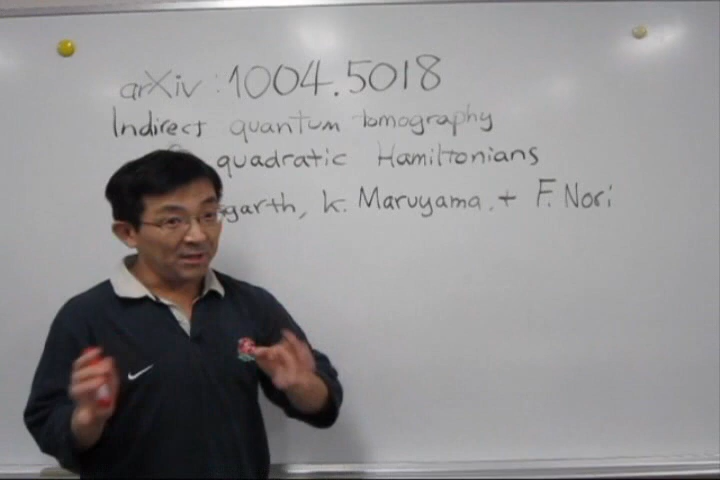 arXiv: 1004.5018
Indirect quantum tomography
quadratic Hamiltonians
garth, K. Maruyama. + F. Nori